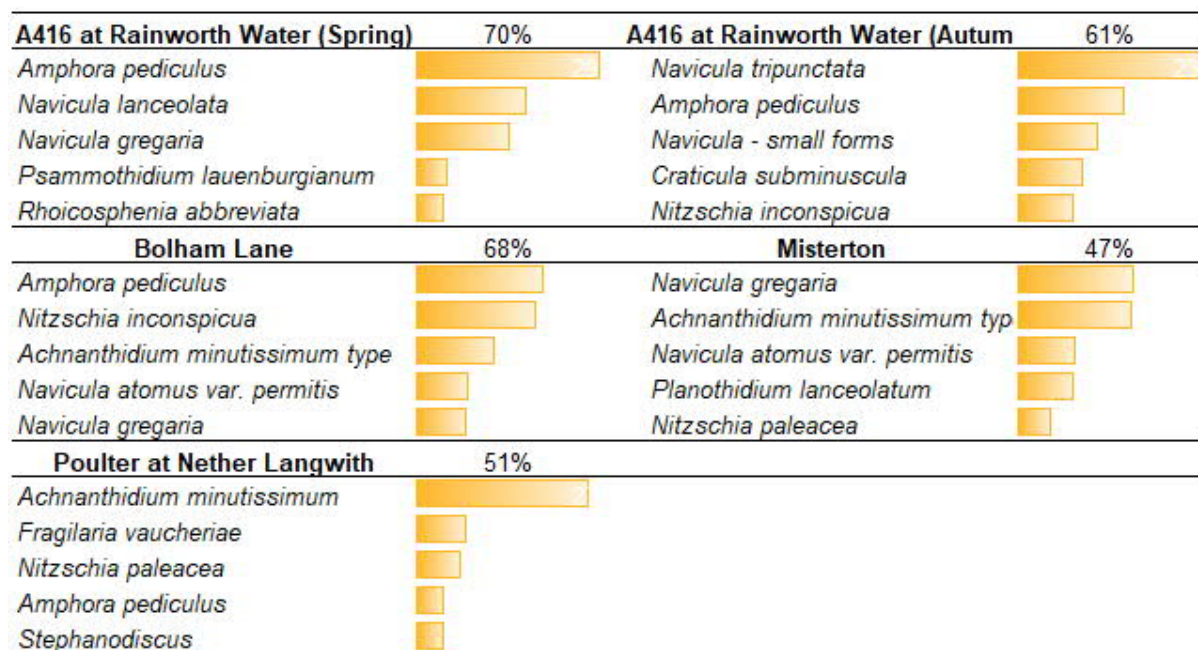 A416 at Rainworth Water (Spring) 70% A416 at Rainworth Water (Autum 61%
Amphora pediculus Navicula tripunctata
Navicula lanceolata Amphora pediculus
Navicula gregaria Navicula - small forms
Psammothidium lauenburgianum Craticula subminuscula
Rhoicosphenia abbreviata Nitzschia inconspicua
Bolham Lane 68% Misterton 47%
Amphora pediculus Navicula gregaria
Nitzschia inconspicua Achnanthidium minutissimum typ
Achnanthidium minutissimum type Navicula atomus var. permitis
Navicula atomus var. permitis Planothidium lanceolatum
Navicula gregaria Nitzschia paleacea
Poulter at Nether Langwith 51%
Achnanthidium minutissimum
Fragilaria vaucheriae
Nitzschia paleacea
Amphora pediculus
Stephanodiscus